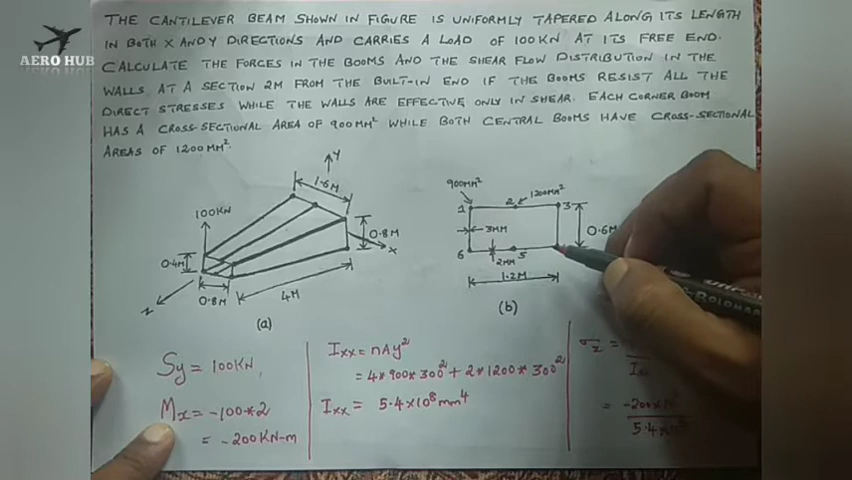 THE CANTILEVER BEAM SHOWN IN FIGURE IS UNIFORMLY TAPERED ALONG ITS LENGTH
IN BOTH X AND Y DIRECTIONS AND CARRIES A LOAD OF 100KN AT ITS FREE END.
AERO HUB
CALCULATE THE FORCES IN THE BOOMS AND THE SHEAR FLOW DISTRIBUTION IN THE
WALLS AT A SECTION 2M FROM THE BUILT-IN END IF THE BOOMS RESIST ALL THE
DIRECT STRESSES WHILE THE WALLS ARE EFFECTIVE ONLY IN SHEAR. EACH CORNER BOOM
HAS A CROSS-SECTIONAL AREA OF 900MM² WHILE BOTH CENTRAL BOOMS HAVE CROSS-SECTIONAL
AREAS OF 1200MM².
Y
1.6M
100KN
0.8M
X
0.4M
0.8M
4M
Z
(a)
900MM²
1200MM²
1 2 3
3MM
0.6M
6 5
2MM
1.2M
(b)
Sy = 100KN
Mx = -100*2
= -200KN-m
Ixx = nAy²
= 4*900*300² + 2*1200*300²
Ixx = 5.4×10⁸mm⁴
σz =